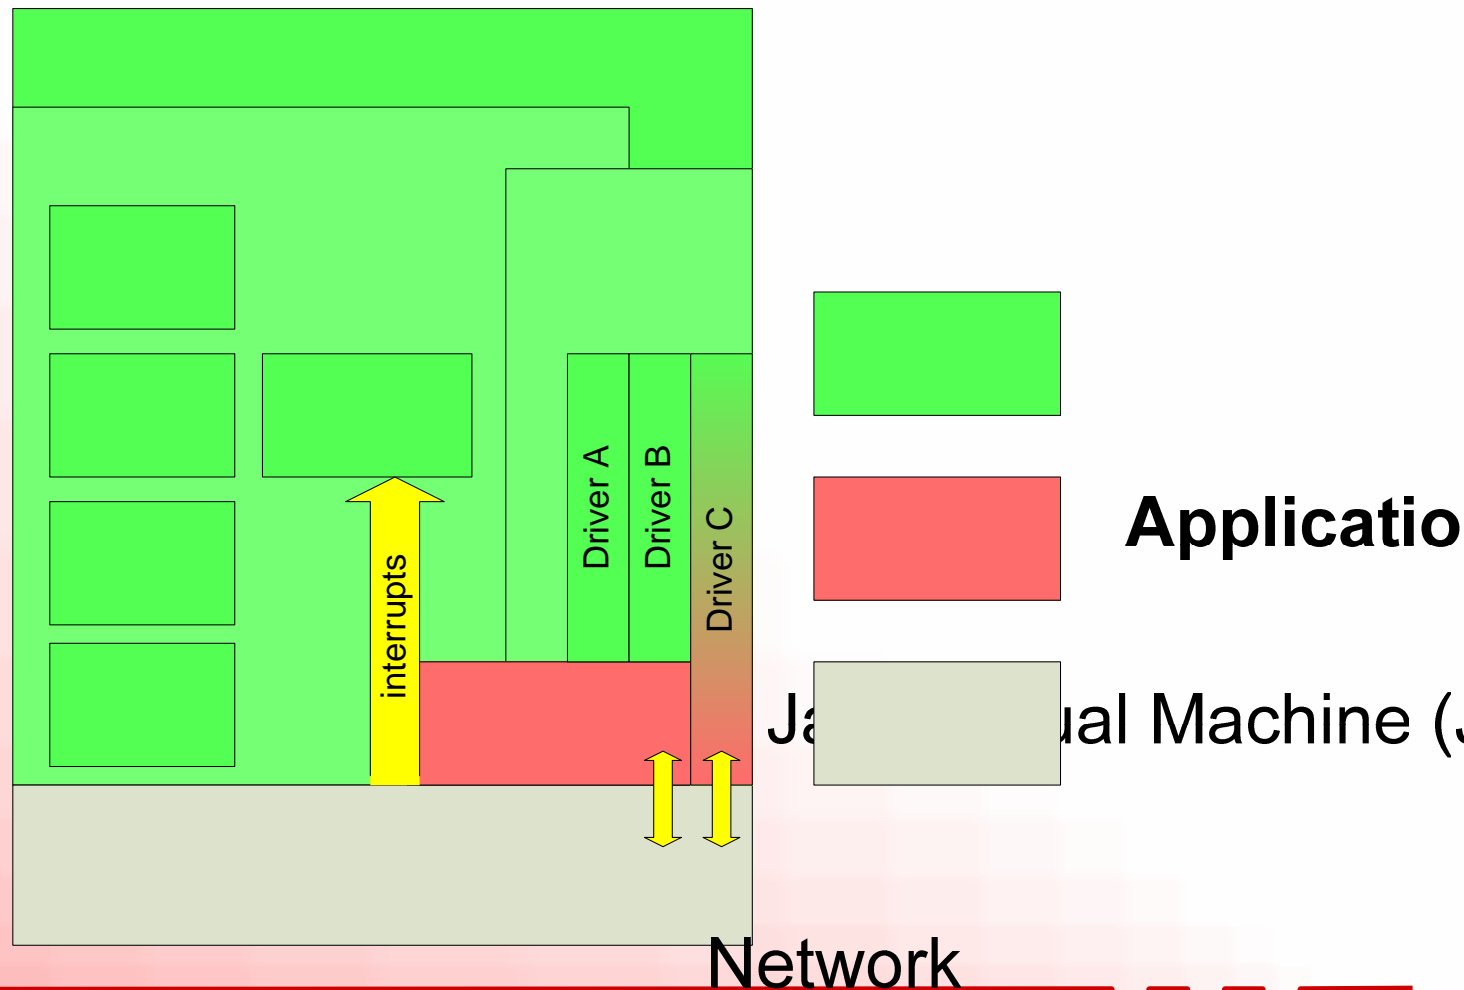 Driver A
Driver B
Driver C
interrupts
Applicatio
Ja ual Machine (J
Network